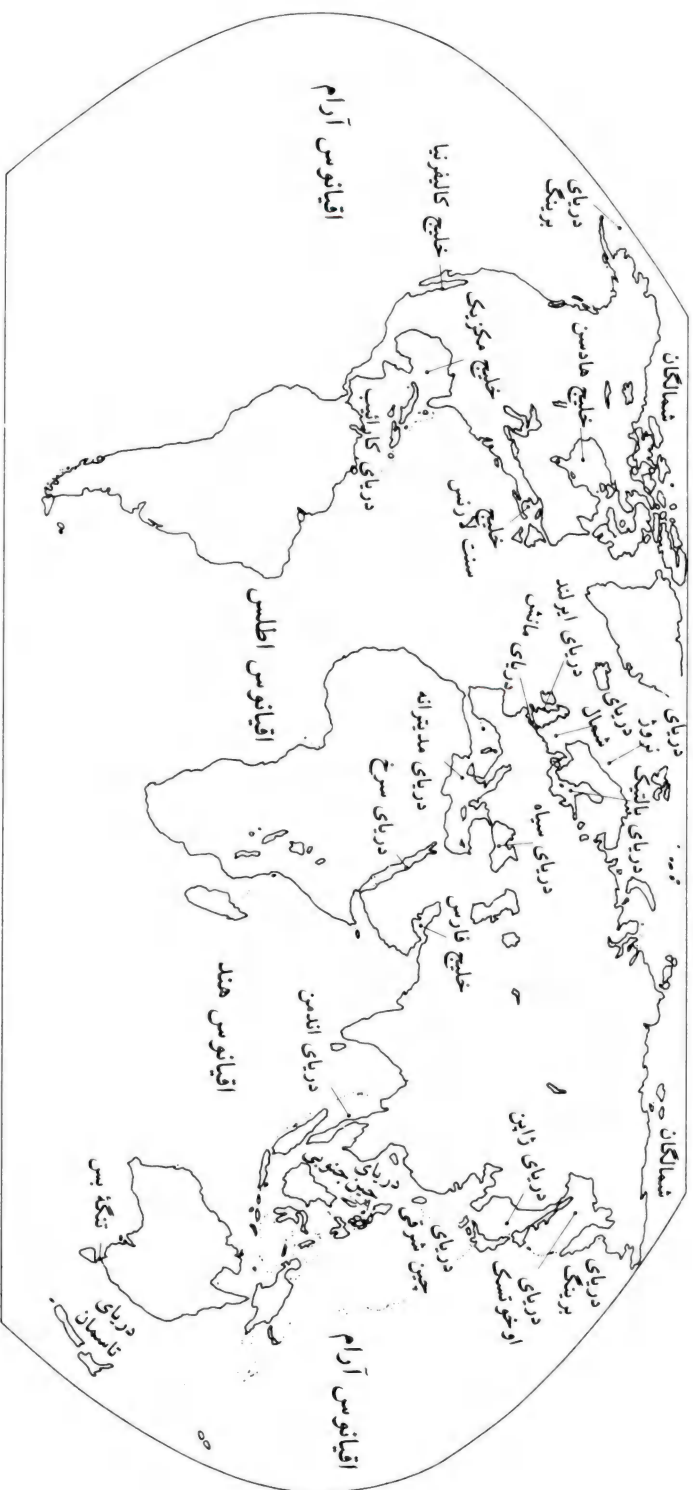 شمالگان
شمالگان
دریای
برینگ
خلیج هادسن
خلیج کالیفرنیا
خلیج مکزیک
دریای کارائیب
خلیج
سنت لارنس
اقیانوس آرام
اقیانوس اطلس
دریای
نروژ
دریای
شمال
دریای ایرلند
دریای مانش
دریای بالتیک
دریای سیاه
دریای مدیترانه
دریای سرخ
خلیج فارس
اقیانوس هند
دریای اندمن
دریای ژاپن
دریای
برینگ
دریای
اوخوتسک
دریای
چین شرقی
دریای
چین جنوبی
اقیانوس آرام
تنگهٔ بس
دریای
تاسمان